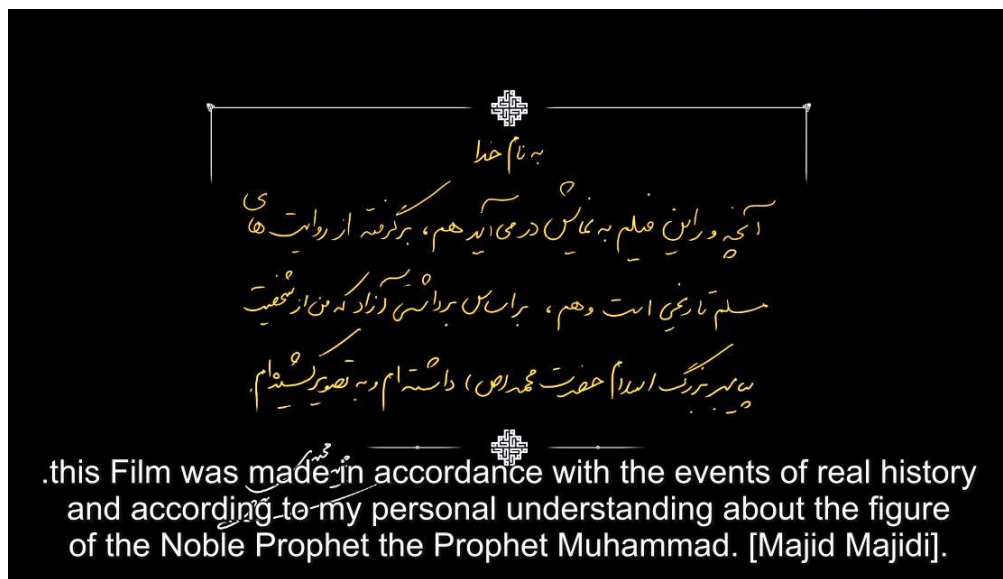 به نام خدا
آنچه در این فیلم به نمایش در می آید هم، برگرفته از روایت های
مسلم تاریخی است و هم، براساس برداشتی آزاد که من از شخصیت
پیامبر بزرگ اسلام حضرت محمد (ص) داشته ام و به تصویر کشیده ام.
مجید مجیدی
.this Film was made in accordance with the events of real history
and according to my personal understanding about the figure
of the Noble Prophet the Prophet Muhammad. [Majid Majidi].